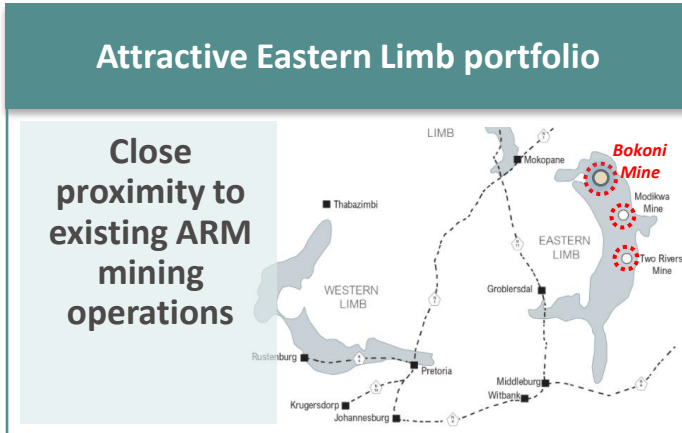 Attractive Eastern Limb portfolio
Close
proximity to
existing ARM
mining
operations
LIMB
Mokopane
Bokoni
Mine
Modikwa
Mine
Thabazimbi
EASTERN
LIMB
Two Rivers
Mine
WESTERN
LIMB
Groblersdal
Rustenburg
Pretoria
Middleburg
Witbank
Krugersdorp
Johannesburg